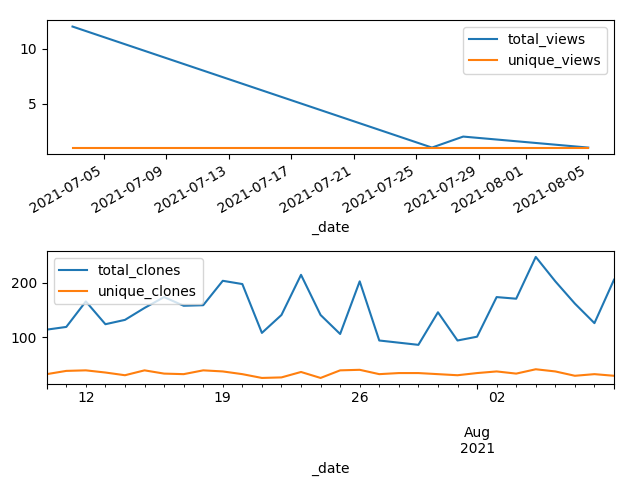 10
5
total_views
unique_views
2021-07-05
2021-07-09
2021-07-13
2021-07-17
2021-07-21
2021-07-25
2021-07-29
2021-08-01
2021-08-05
_date
200
100
total_clones
unique_clones
12
19
26
02
Aug
2021
_date